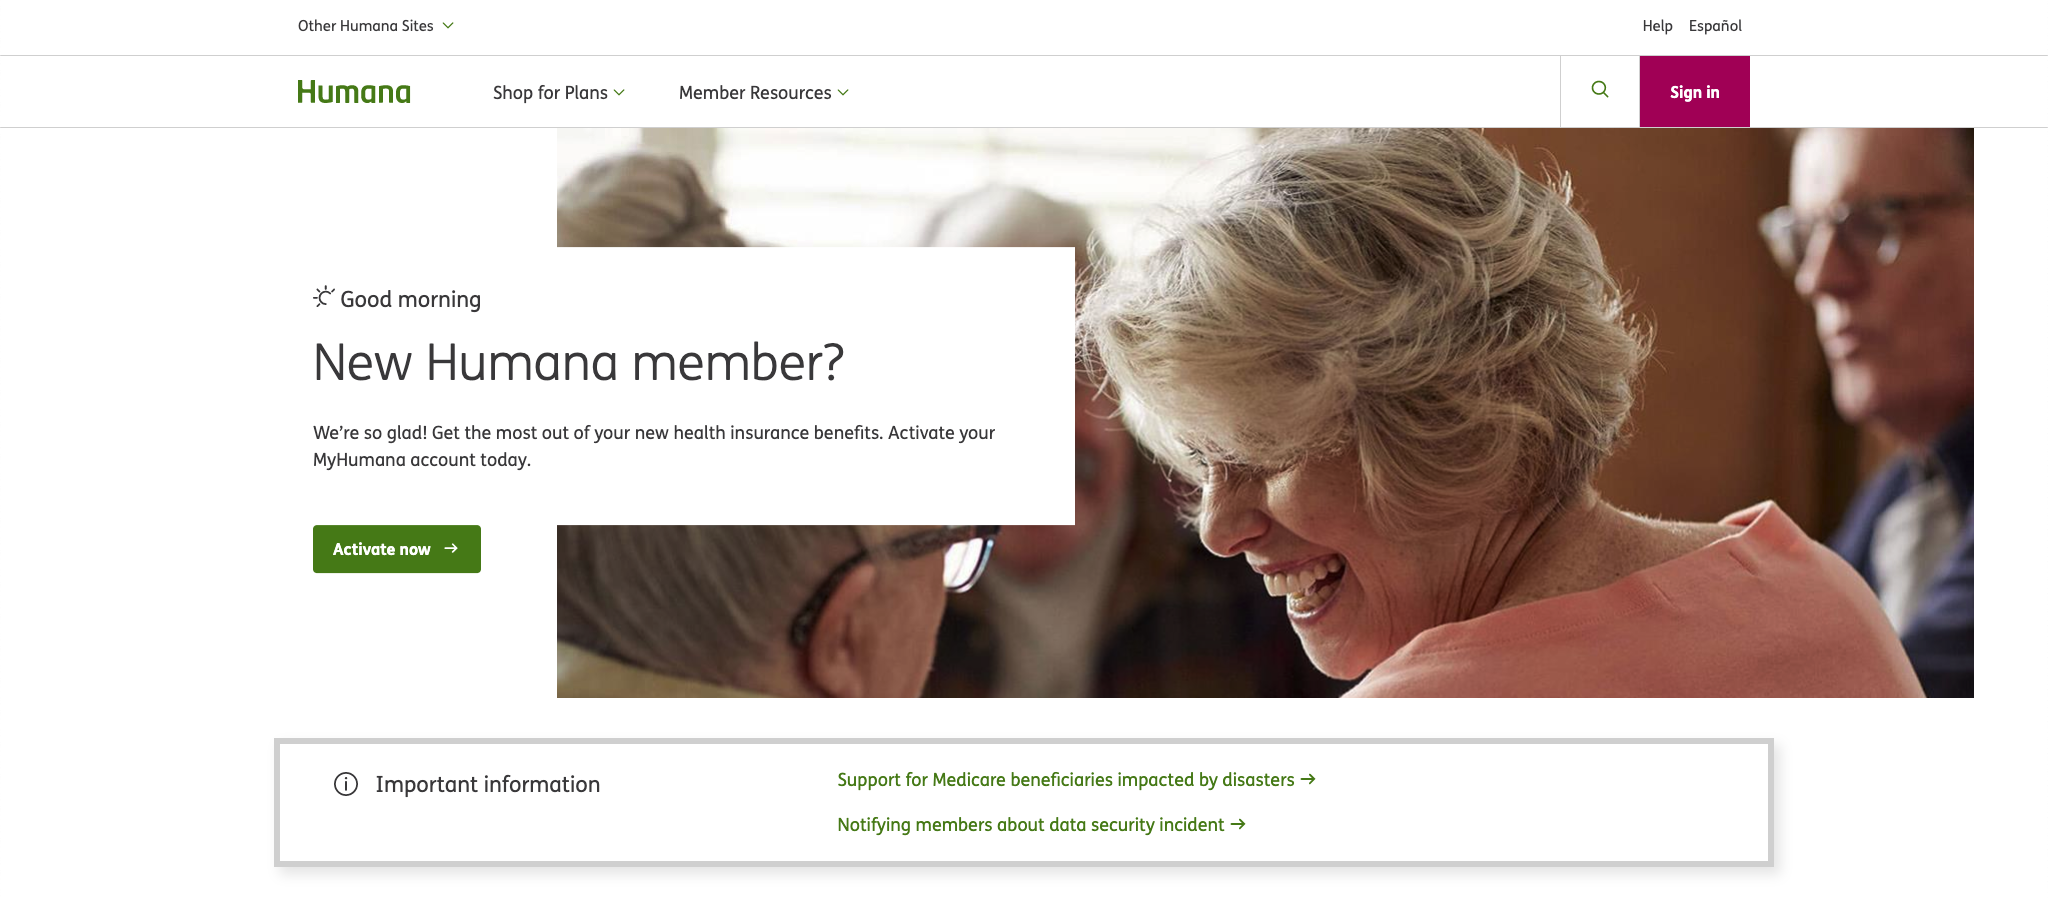 Other Humana Sites
Help Español
Humana
Shop for Plans
Member Resources
Sign in
Good morning
New Humana member?
We’re so glad! Get the most out of your new health insurance benefits. Activate your
MyHumana account today.
Activate now
Important information
Support for Medicare beneficiaries impacted by disasters
Notifying members about data security incident